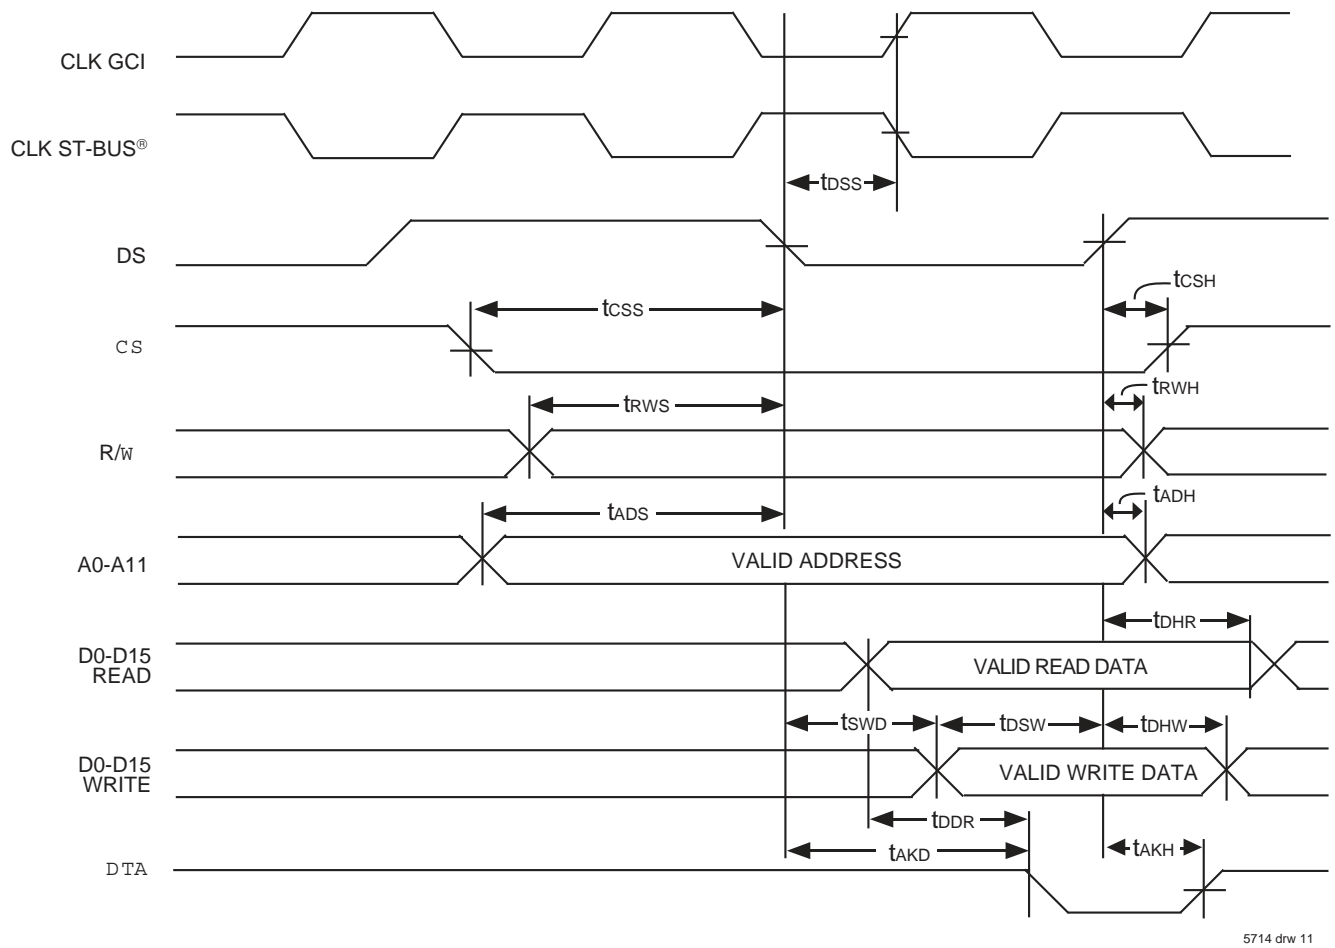 CLK GCI
CLK ST-BUS®
tDSS
DS
tCSH
tCSS
CS
tRWH
tRWS
R/W
tADH
tADS
A0-A11
VALID ADDRESS
tDHR
D0-D15
READ
VALID READ DATA
tSWD
tDSW
tDHW
D0-D15
WRITE
VALID WRITE DATA
tDDR
tAKD
tAKH
DTA
5714 drw 11